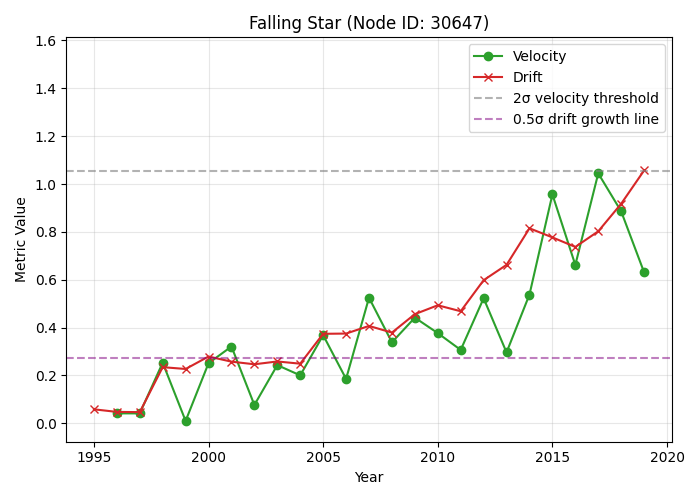 Falling Star (Node ID: 30647)
Velocity
Drift
2σ velocity threshold
0.5σ drift growth line
Metric Value
1.6
1.4
1.2
1.0
0.8
0.6
0.4
0.2
0.0
1995
2000
2005
2010
2015
2020
Year